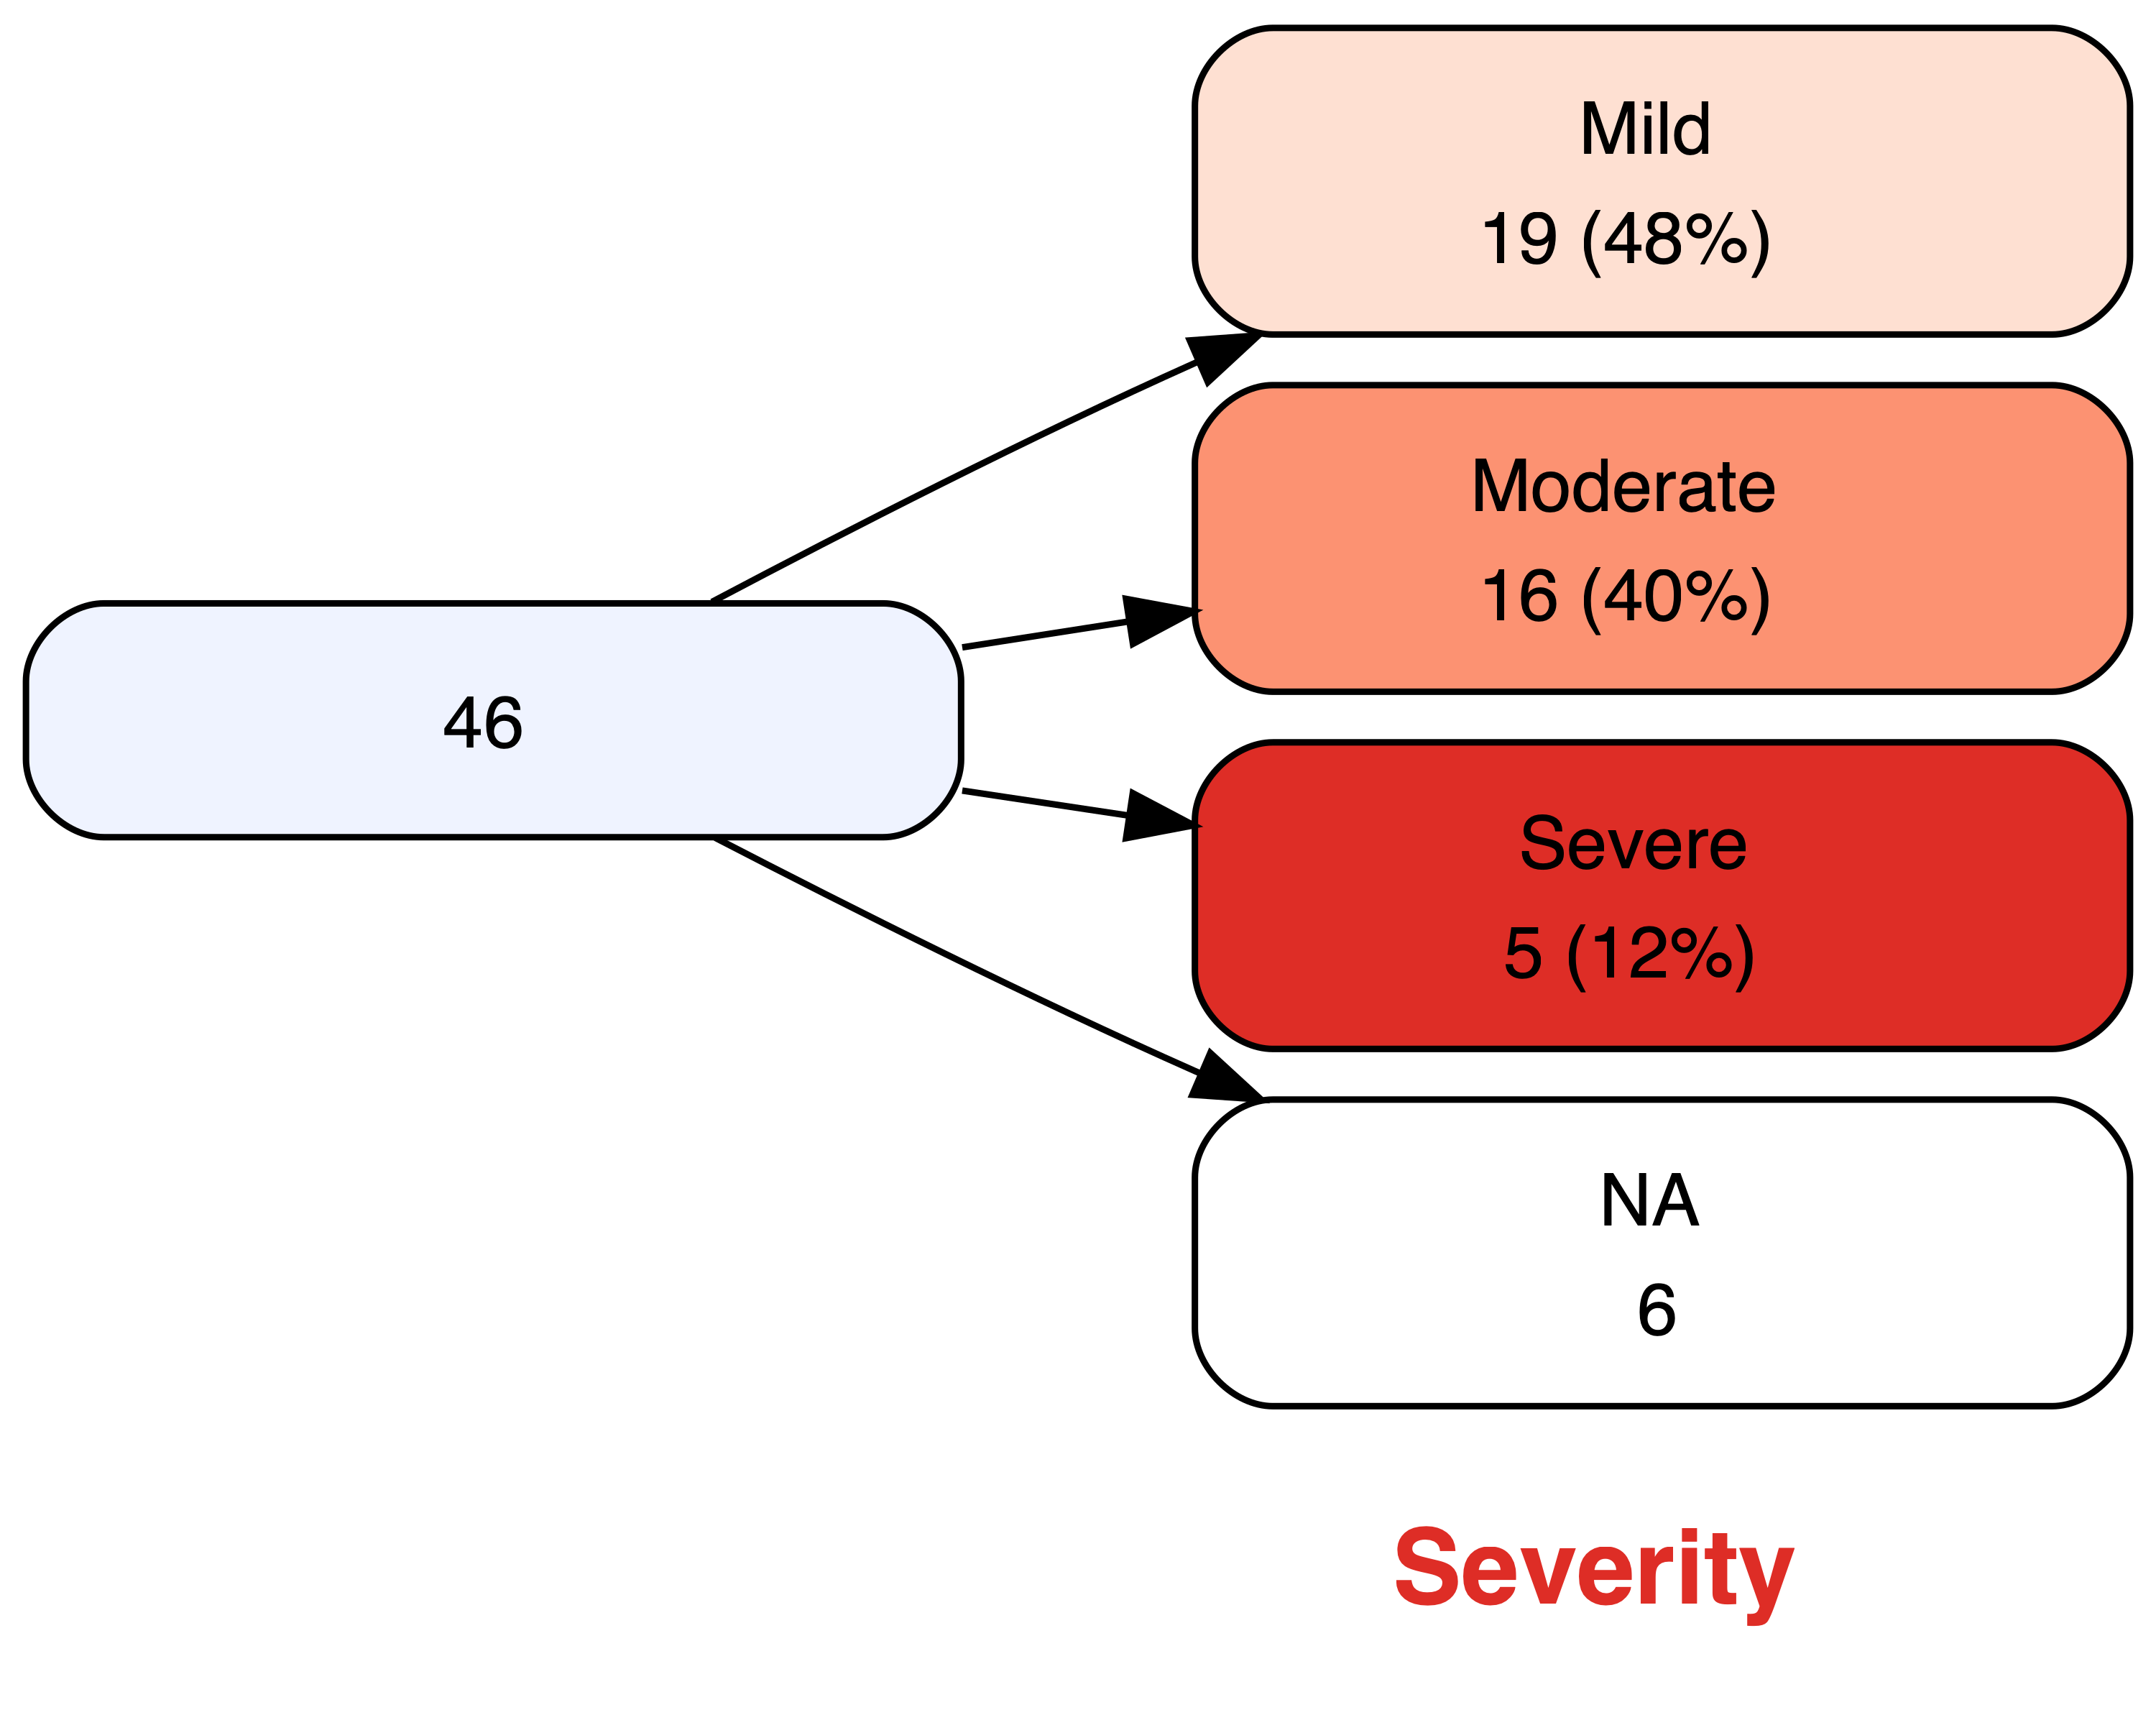 46
Mild
19 (48%)
Moderate
16 (40%)
Severe
5 (12%)
NA
6
Severity